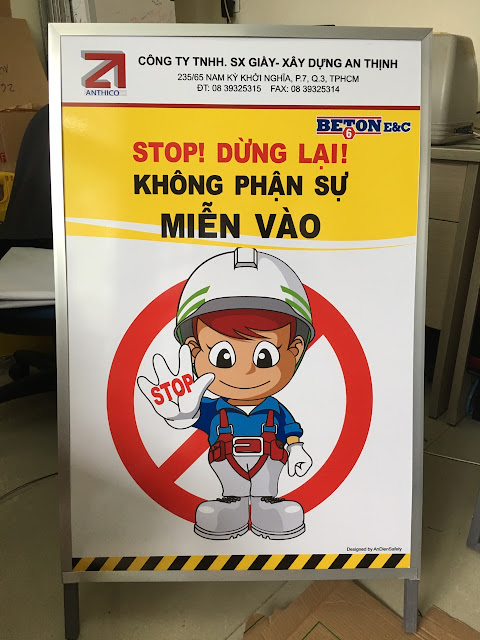 CÔNG TY TNHH. SX GIÀY- XÂY DỰNG AN THỊNH
235/65 NAM KỲ KHỞI NGHĨA, P.7, Q.3, TPHCM
ĐT: 08 39325315 FAX: 08 39325314
ANTHICO
BETON E&C
6
STOP! DỪNG LẠI!
KHÔNG PHẬN SỰ
MIỄN VÀO
STOP
Designed by AnDienSafety